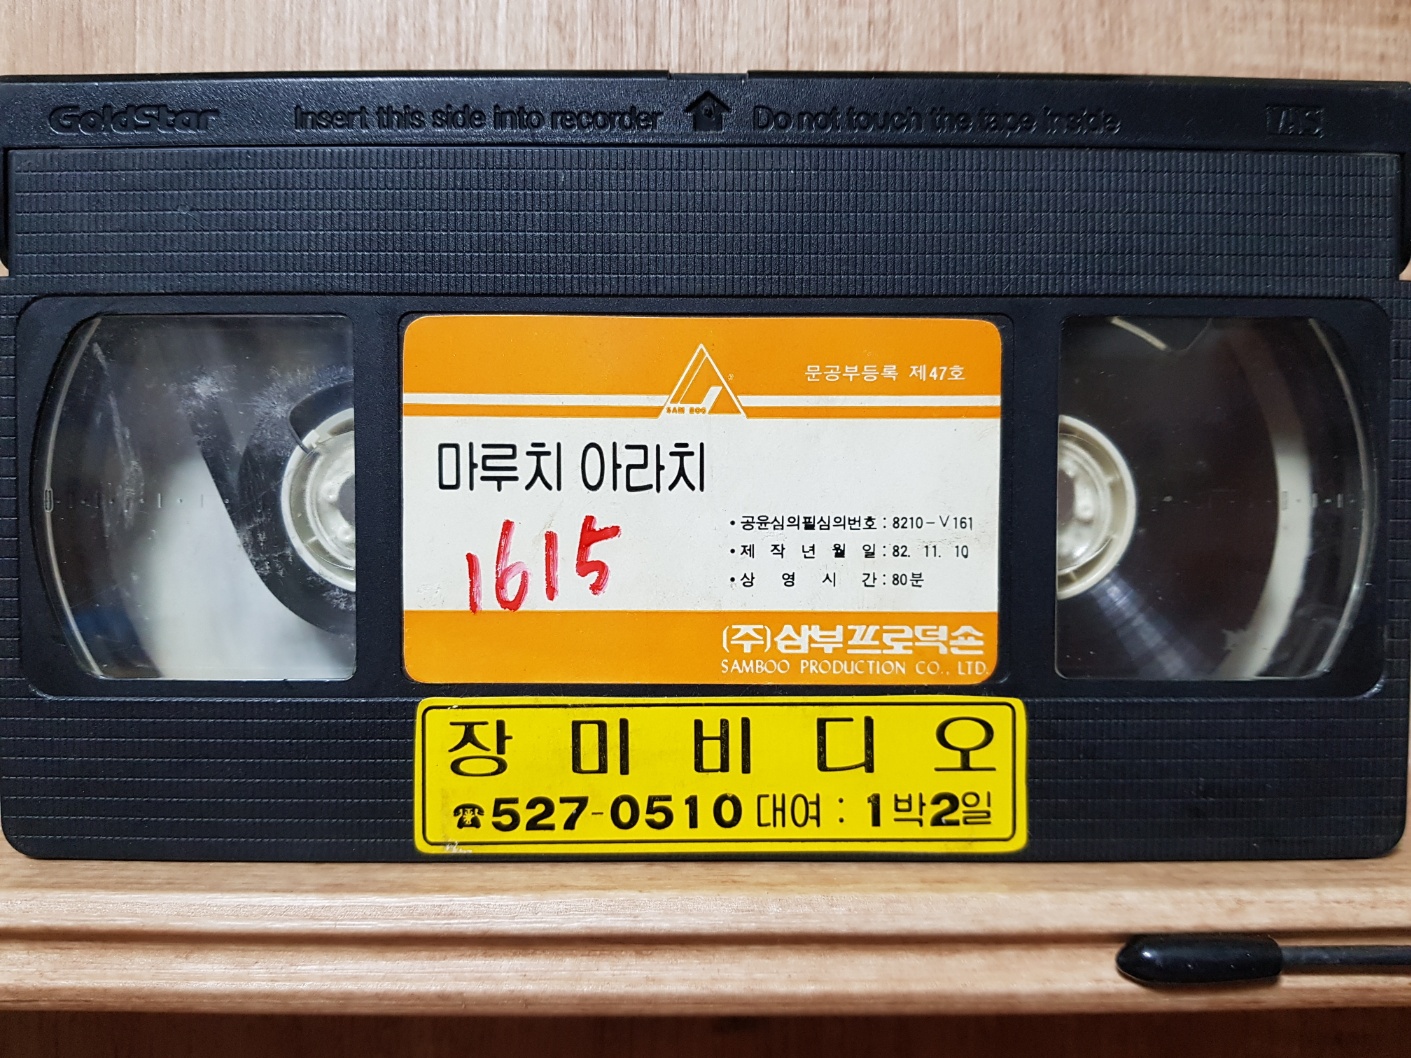 GoldStar Insert this side into recorder Do not touch the tape inside VHS
문공부등록 제47호
SAM BOO
마루치 아라치
1615
• 공윤심의필심의번호 : 8210-V161
• 제 작 년 월 일 : 82. 11. 10
• 상 영 시 간 : 80분
(주)삼부프로덕숀
SAMBOO PRODUCTION CO., LTD.
장미비디오
☎527-0510 대여 : 1박2일